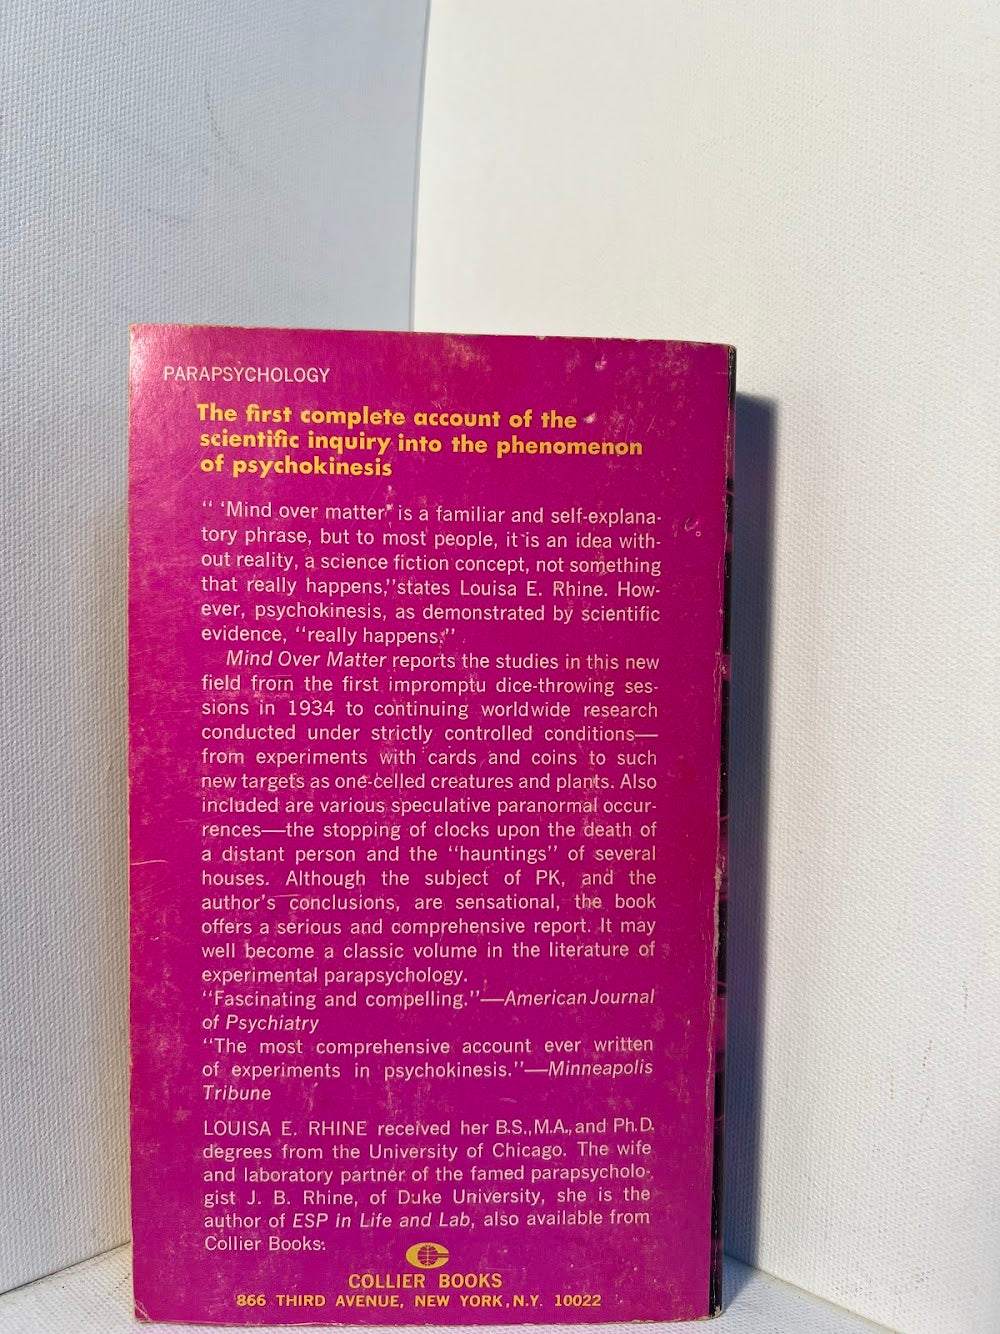 PARAPSYCHOLOGY
The first complete account of the
scientific inquiry into the phenomenon
of psychokinesis
“ ‘Mind over matter’ is a familiar and self-explana-
tory phrase, but to most people, it is an idea with-
out reality, a science fiction concept, not something
that really happens,” states Louisa E. Rhine. How-
ever, psychokinesis, as demonstrated by scientific
evidence, “really happens.”
Mind Over Matter reports the studies in this new
field from the first impromptu dice-throwing ses-
sions in 1934 to continuing worldwide research
conducted under strictly controlled conditions—
from experiments with cards and coins to such
new targets as one-celled creatures and plants. Also
included are various speculative paranormal occur-
rences—the stopping of clocks upon the death of
a distant person and the “hauntings” of several
houses. Although the subject of PK, and the
author’s conclusions, are sensational, the book
offers a serious and comprehensive report. It may
well become a classic volume in the literature of
experimental parapsychology.
“Fascinating and compelling.”—American Journal
of Psychiatry
“The most comprehensive account ever written
of experiments in psychokinesis.”—Minneapolis
Tribune
LOUISA E. RHINE received her B.S., M.A., and Ph.D.
degrees from the University of Chicago. The wife
and laboratory partner of the famed parapsycholo-
gist J. B. Rhine, of Duke University, she is the
author of ESP in Life and Lab, also available from
Collier Books.
COLLIER BOOKS
866 THIRD AVENUE, NEW YORK, N.Y. 10022